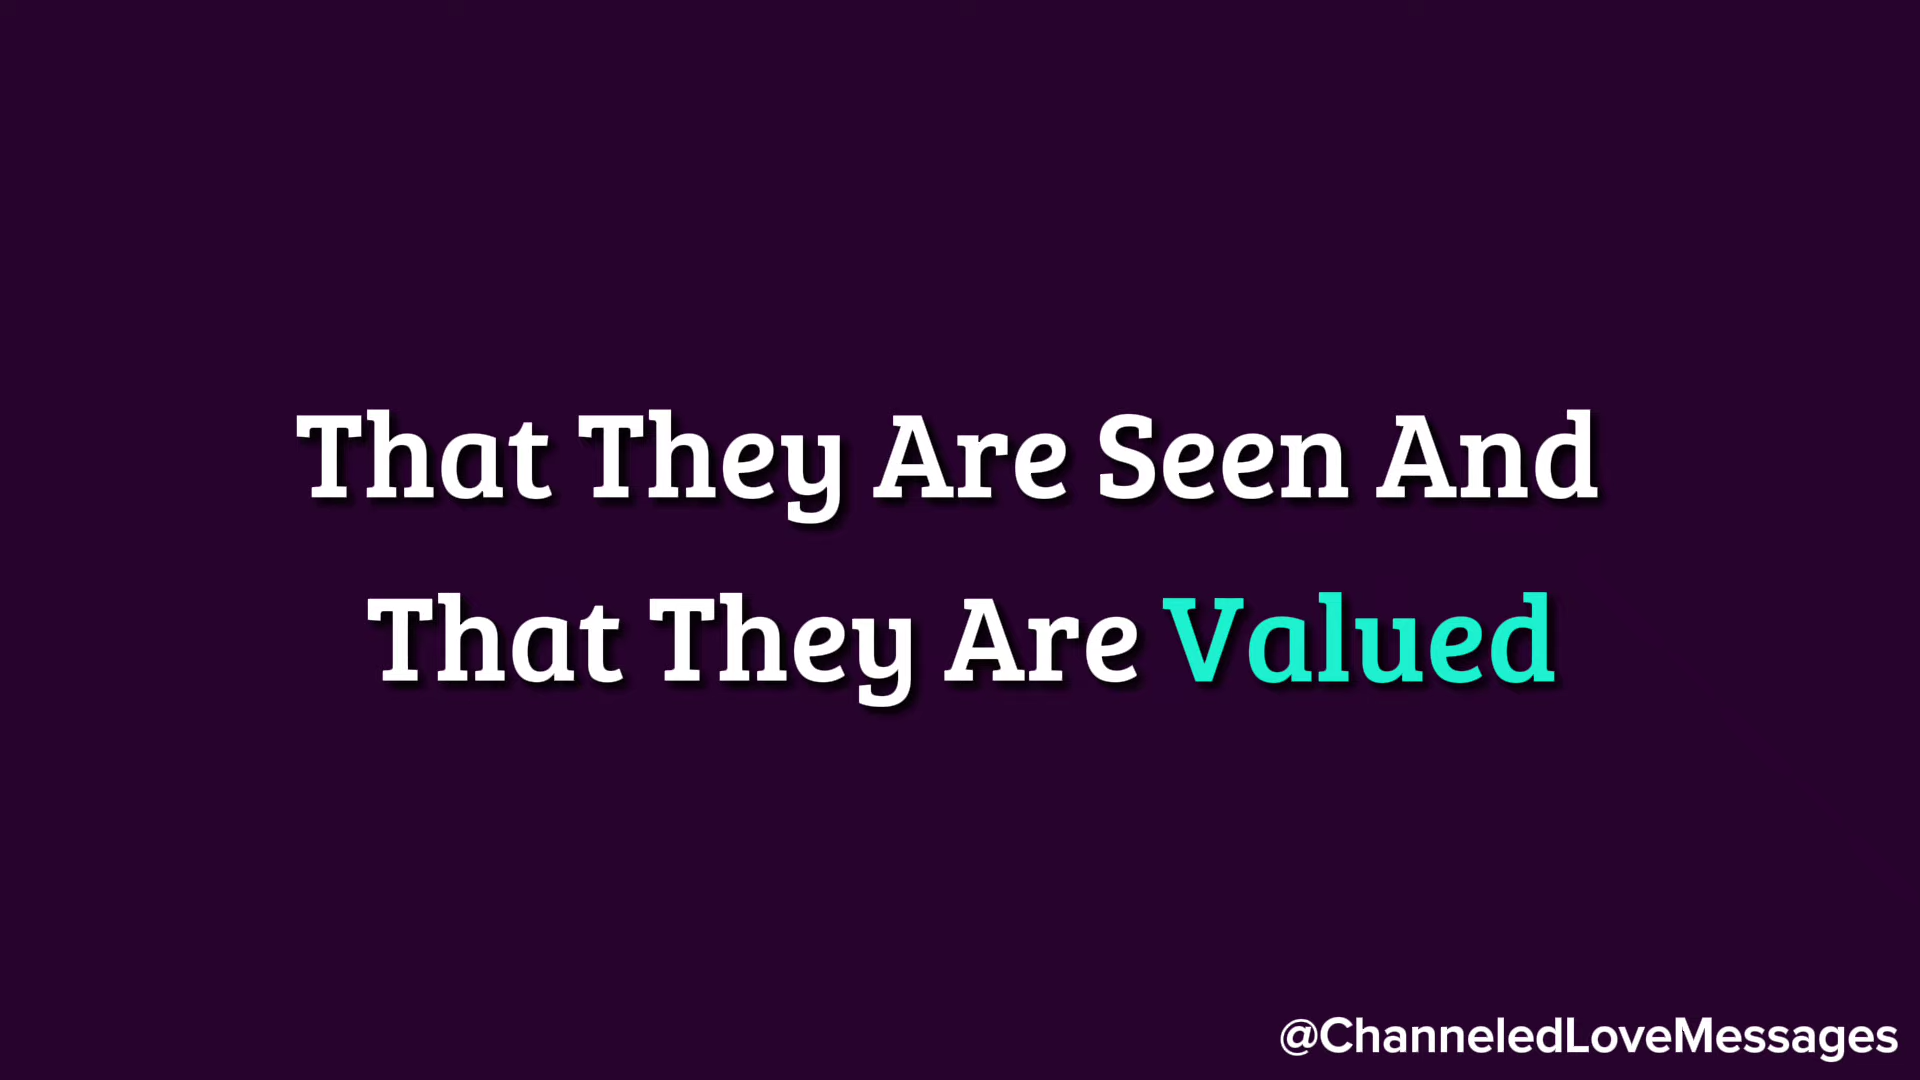 That They Are Seen And
That They Are Valued
@ChanneledLoveMessages